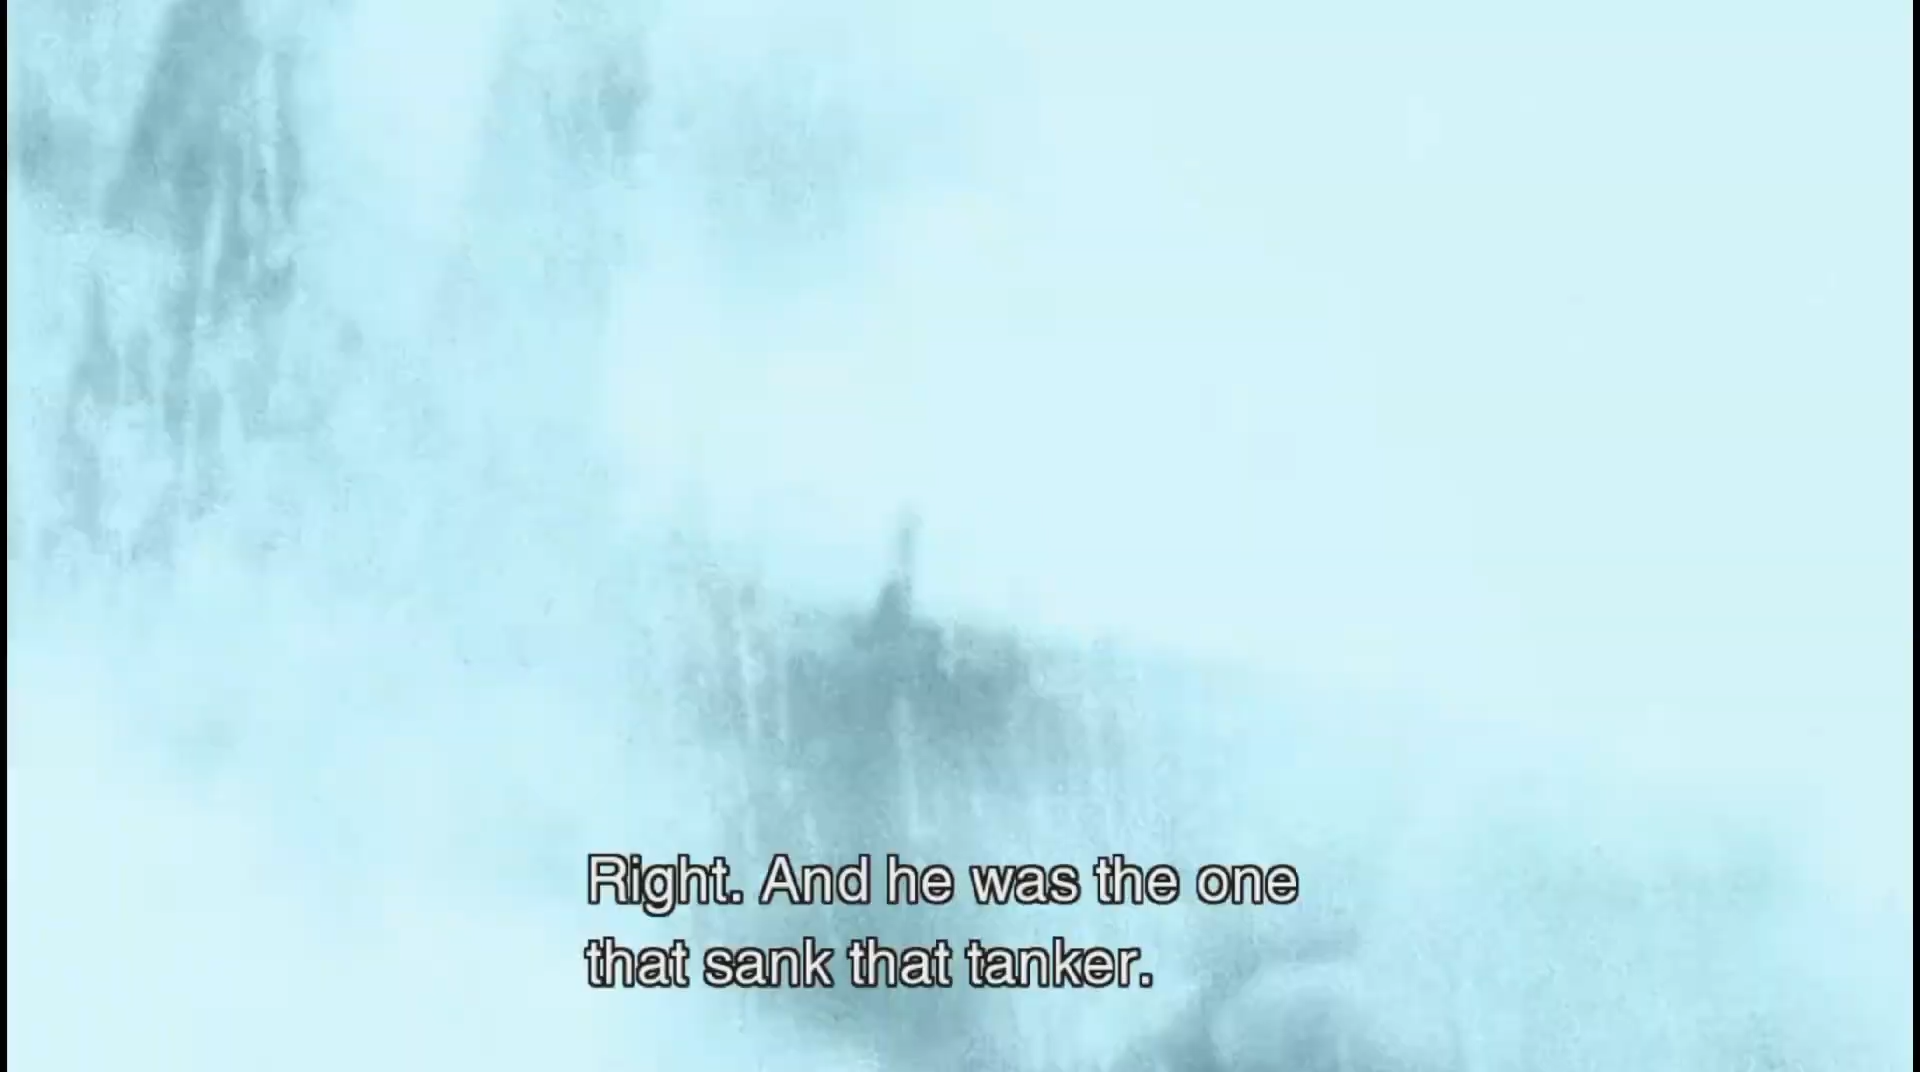 Right. And he was the one
that sank that tanker.